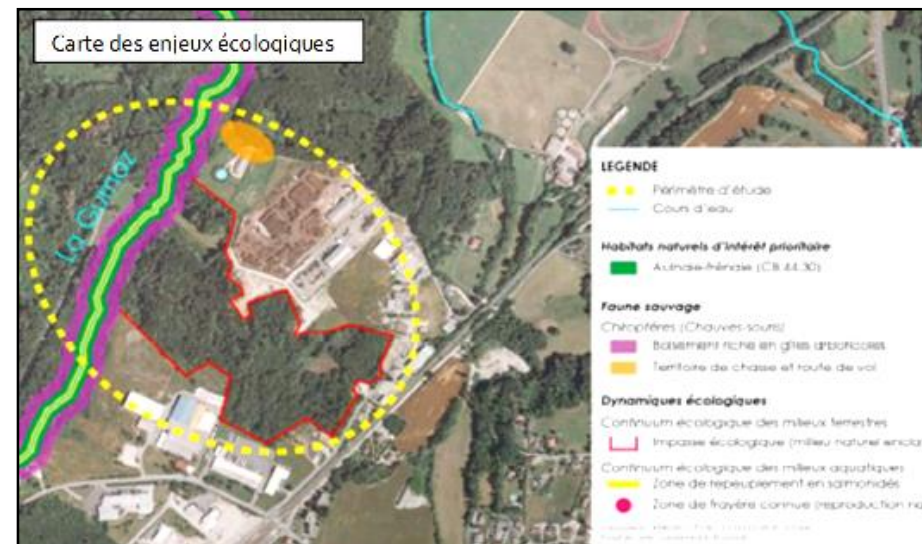 Carte des enjeux écologiques
La Guirnaz
LEGENDE
Périmètre d'étude
Cours d'eau
Habitats naturels d'intérêt prioritaire
Aulnaie-frênaie (CB 44.30)
Faune sauvage
Chiroptères (Chauves-souris)
Boisement riche en gîtes arboricoles
Territoire de chasse et route de vol
Dynamiques écologiques
Continuum écologique des milieux terrestres
Impasse écologique (milieu naturel encla
Continuum écologique des milieux aquatiques
Zone de repeuplement en salmonidés
Zone de frayère connue (reproduction na